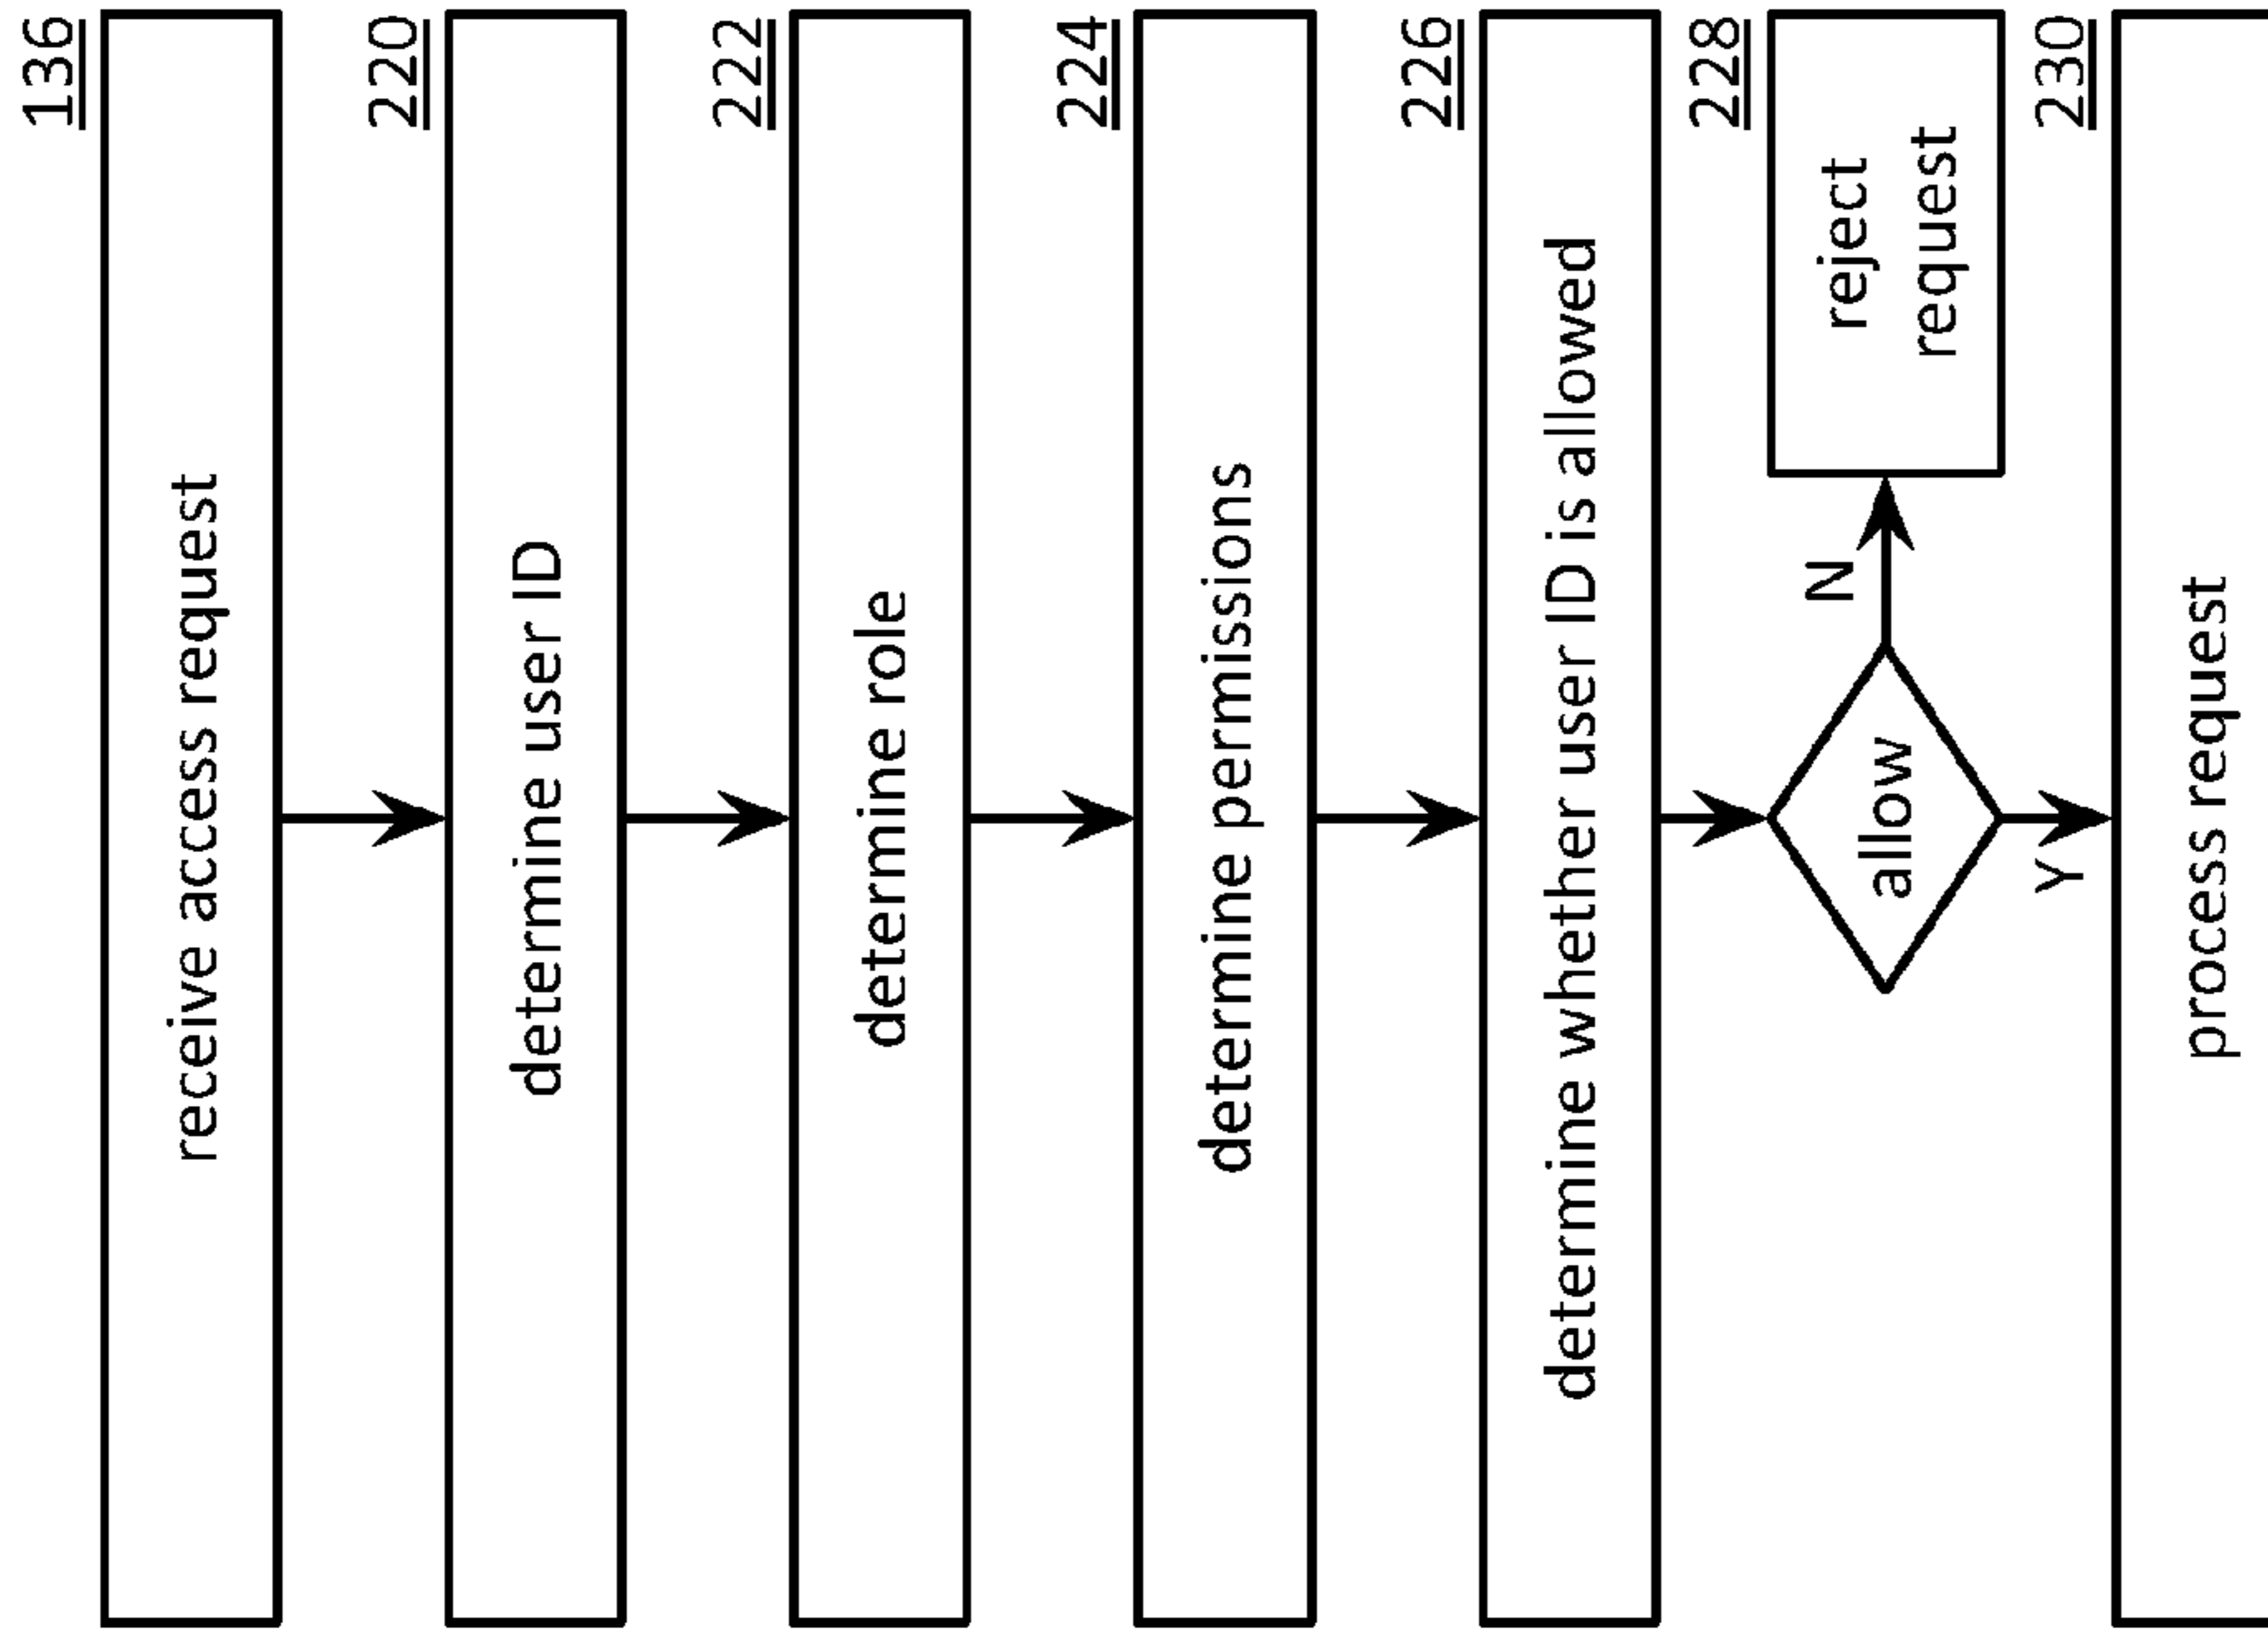 136
receive access request
220
determine user ID
222
determine role
224
determine permissions
226
determine whether user ID is allowed
228
allow
N
reject
request
Y
230
process request